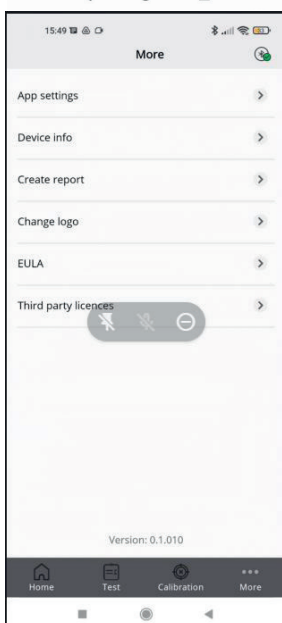 15:49
More
App settings
Device info
Create report
Change logo
EULA
Third party licences
Version: 0.1.010
Home Test Calibration More